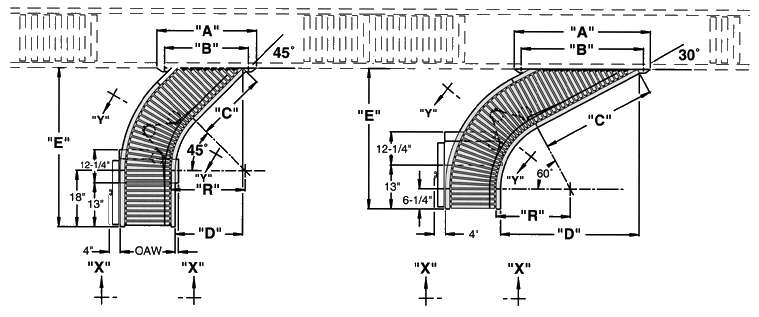 "A"
"B"
45°
"Y"
"C"
"E"
45°
12-1/4"
"Y"
18"
13"
"R"
"D"
4"
OAW
"X"
"X"
"A"
"B"
30°
"C"
"Y"
"E"
12-1/4"
13"
6-1/4"
"Y"
60°
"R"
4'
"D"
"X"
"X"